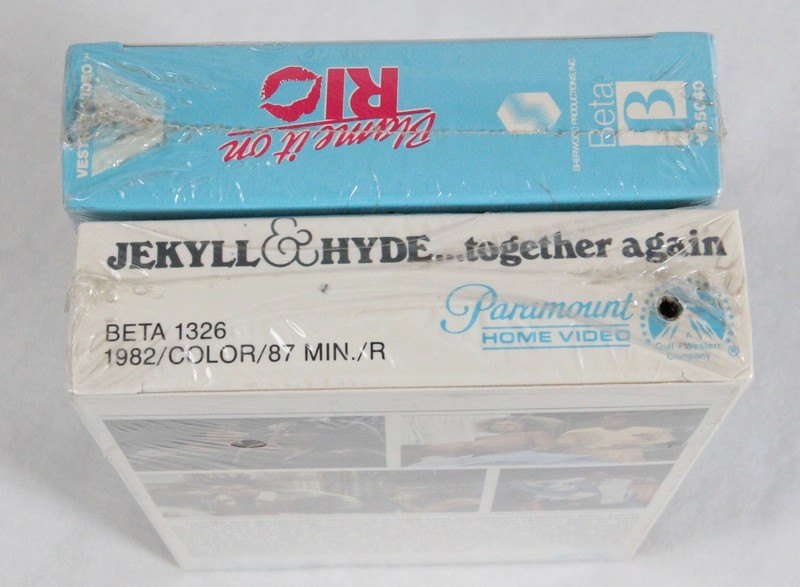 VESTRON VIDEO
Blame it on
RIO
SHERWOOD PRODUCTIONS, INC.
Beta
B
JEKYLL & HYDE...together again
BETA 1326
1982/COLOR/87 MIN./R
Paramount
HOME VIDEO
A
Gulf + Western
Company
®